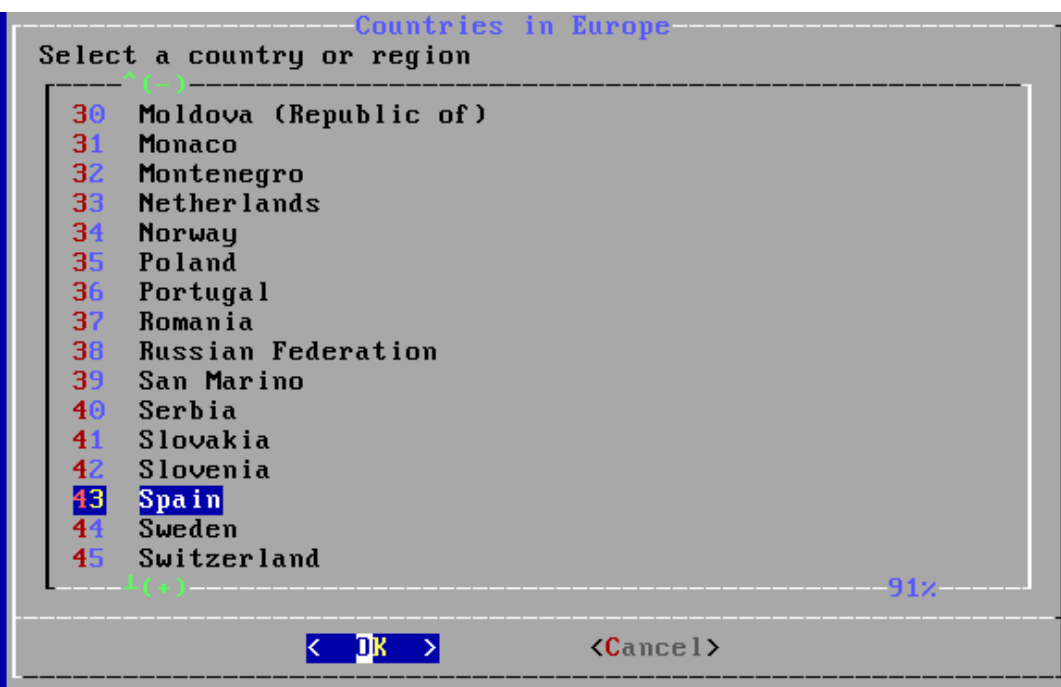 Countries in Europe
Select a country or region
^(-)
30 Moldova (Republic of)
31 Monaco
32 Montenegro
33 Netherlands
34 Norway
35 Poland
36 Portugal
37 Romania
38 Russian Federation
39 San Marino
40 Serbia
41 Slovakia
42 Slovenia
43 Spain
44 Sweden
45 Switzerland
┴(+) 91%
< OK > <Cancel>